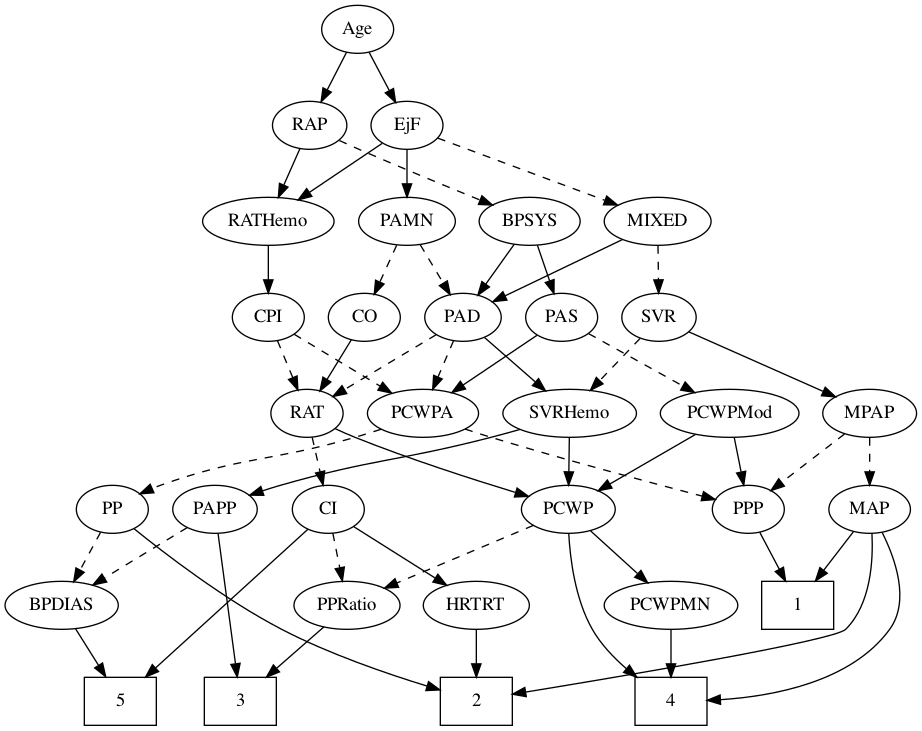 Age
RAP
EjF
RATHemo
PAMN
BPSYS
MIXED
CPI
CO
PAD
PAS
SVR
RAT
PCWPA
SVRHemo
PCWPMod
MPAP
PP
PAPP
CI
PCWP
PPP
MAP
BPDIAS
PPRatio
HRTRT
PCWPMN
1
5
3
2
4